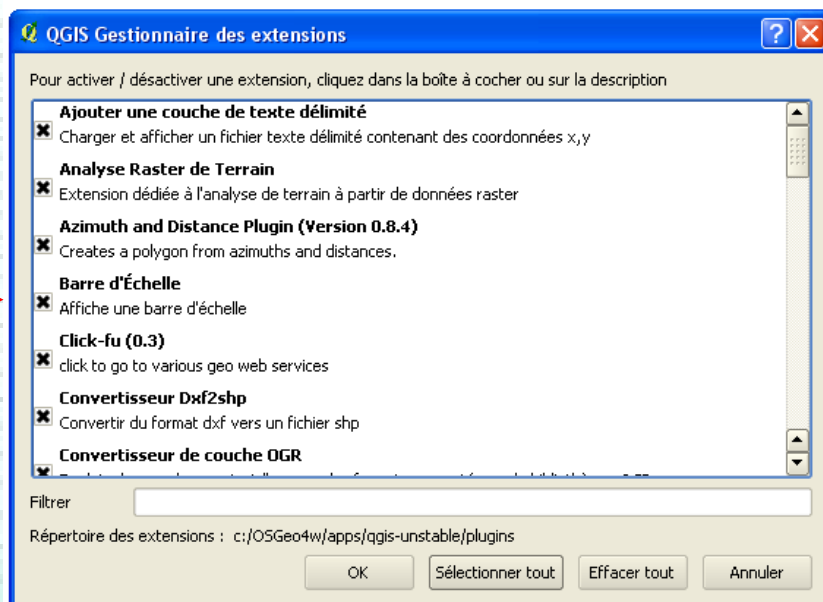 QGIS Gestionnaire des extensions
Pour activer / désactiver une extension, cliquez dans la boîte à cocher ou sur la description
Ajouter une couche de texte délimité
Charger et afficher un fichier texte délimité contenant des coordonnées x,y
Analyse Raster de Terrain
Extension dédiée à l'analyse de terrain à partir de données raster
Azimuth and Distance Plugin (Version 0.8.4)
Creates a polygon from azimuths and distances.
Barre d'Échelle
Affiche une barre d'échelle
Click-fu (0.3)
click to go to various geo web services
Convertisseur Dxf2shp
Convertir du format dxf vers un fichier shp
Convertisseur de couche OGR
Filtrer
Répertoire des extensions : c:/OSGeo4w/apps/qgis-unstable/plugins
OK
Sélectionner tout
Effacer tout
Annuler